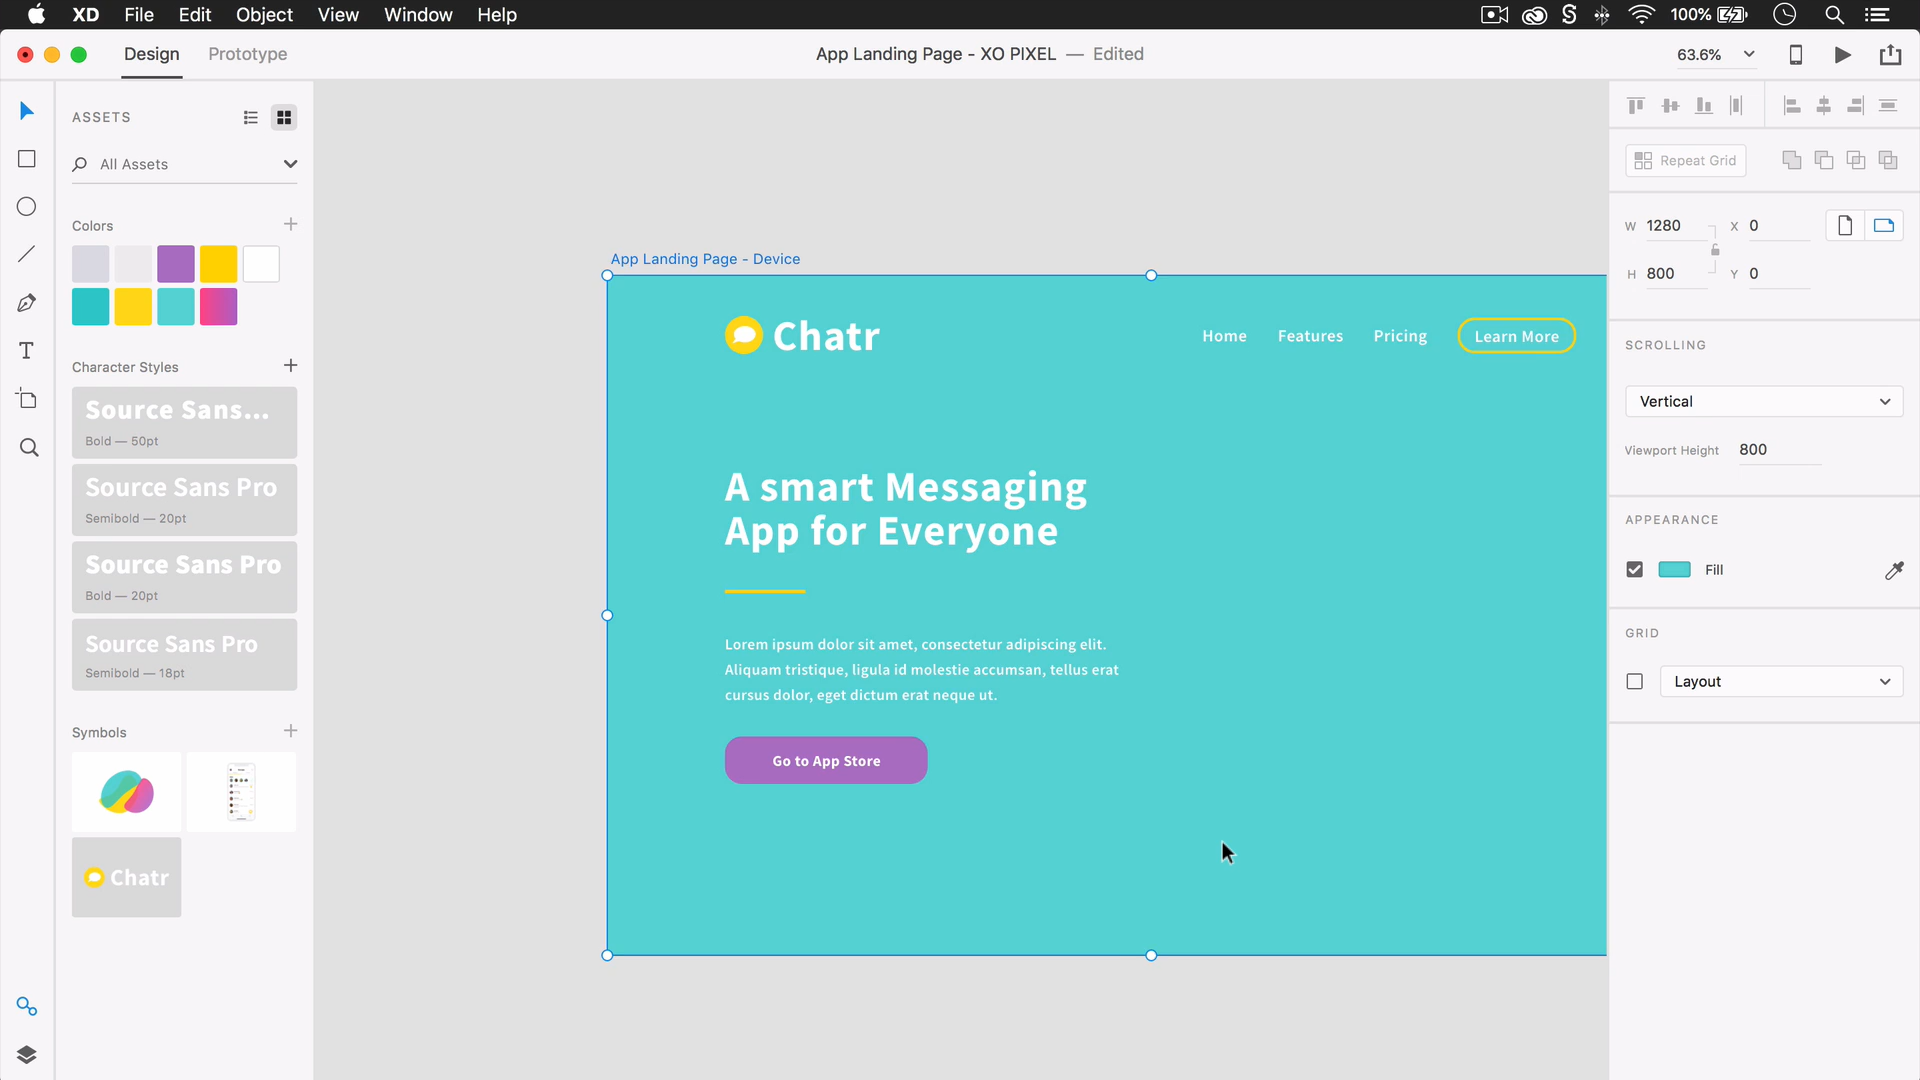 XD File Edit Object View Window Help
100%
Design Prototype
App Landing Page - XO PIXEL — Edited
63.6%
ASSETS
All Assets
Colors
Character Styles
Source Sans...
Bold — 50pt
Source Sans Pro
Semibold — 20pt
Source Sans Pro
Bold — 20pt
Source Sans Pro
Semibold — 18pt
Symbols
Chatr
App Landing Page - Device
Chatr
Home Features Pricing Learn More
A smart Messaging
App for Everyone
Lorem ipsum dolor sit amet, consectetur adipiscing elit.
Aliquam tristique, ligula id molestie accumsan, tellus erat
cursus dolor, eget dictum erat neque ut.
Go to App Store
Repeat Grid
W 1280 X 0
H 800 Y 0
SCROLLING
Vertical
Viewport Height 800
APPEARANCE
Fill
GRID
Layout